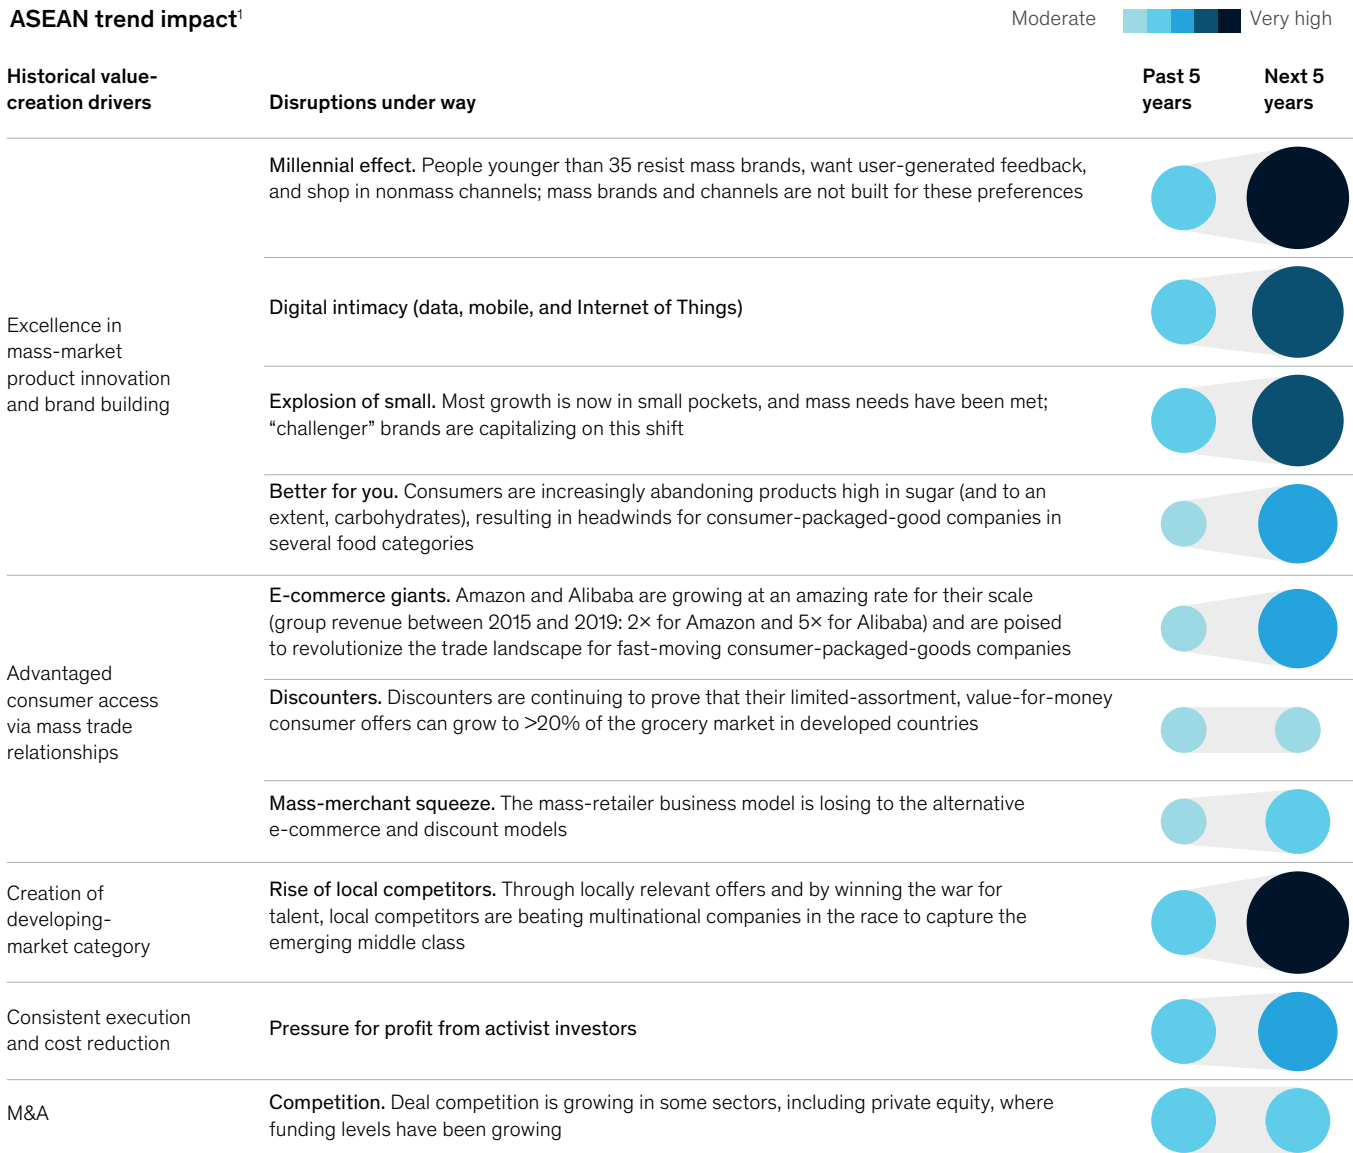 ASEAN trend impact1
Moderate
Very high
Historical value-
creation drivers
Disruptions under way
Past 5
years
Next 5
years
Excellence in
mass-market
product innovation
and brand building
Millennial effect. People younger than 35 resist mass brands, want user-generated feedback,
and shop in nonmass channels; mass brands and channels are not built for these preferences
Digital intimacy (data, mobile, and Internet of Things)
Explosion of small. Most growth is now in small pockets, and mass needs have been met;
“challenger” brands are capitalizing on this shift
Better for you. Consumers are increasingly abandoning products high in sugar (and to an
extent, carbohydrates), resulting in headwinds for consumer-packaged-good companies in
several food categories
Advantaged
consumer access
via mass trade
relationships
E-commerce giants. Amazon and Alibaba are growing at an amazing rate for their scale
(group revenue between 2015 and 2019: 2× for Amazon and 5× for Alibaba) and are poised
to revolutionize the trade landscape for fast-moving consumer-packaged-goods companies
Discounters. Discounters are continuing to prove that their limited-assortment, value-for-money
consumer offers can grow to >20% of the grocery market in developed countries
Mass-merchant squeeze. The mass-retailer business model is losing to the alternative
e-commerce and discount models
Creation of
developing-
market category
Rise of local competitors. Through locally relevant offers and by winning the war for
talent, local competitors are beating multinational companies in the race to capture the
emerging middle class
Consistent execution
and cost reduction
Pressure for profit from activist investors
M&A
Competition. Deal competition is growing in some sectors, including private equity, where
funding levels have been growing